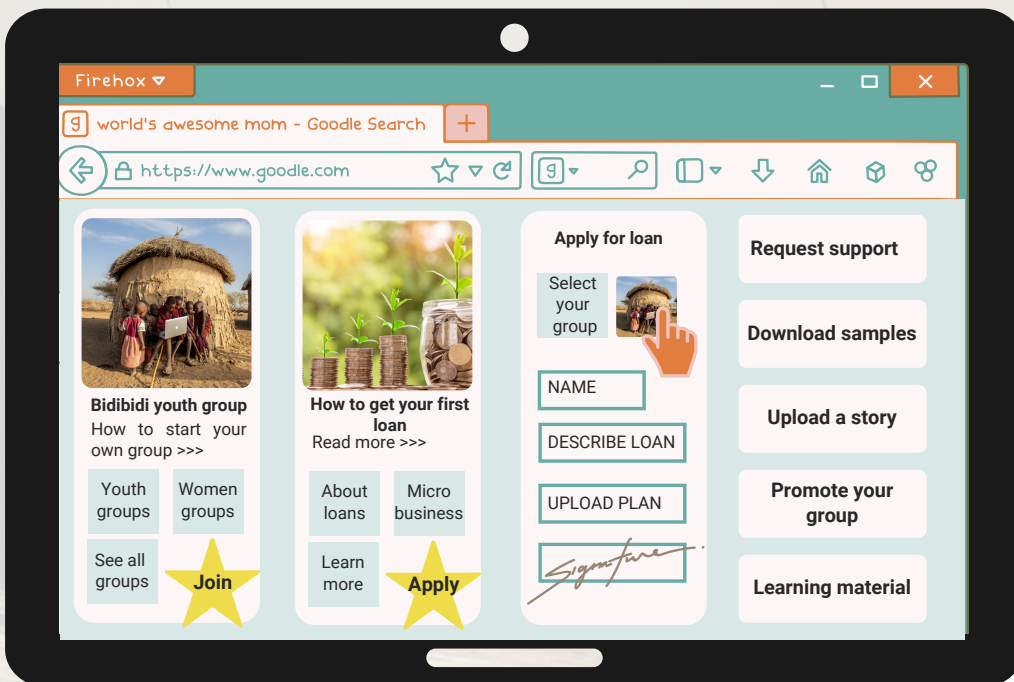 Firehox
g world's awesome mom - Goodle Search +
https://www.goodle.com
g
Bidibidi youth group
How to start your
own group >>>
Youth
groups
Women
groups
See all
groups
Join
How to get your first
loan
Read more >>>
About
loans
Micro
business
Learn
more
Apply
Apply for loan
Select
your
group
NAME
DESCRIBE LOAN
UPLOAD PLAN
Signature
Request support
Download samples
Upload a story
Promote your
group
Learning material